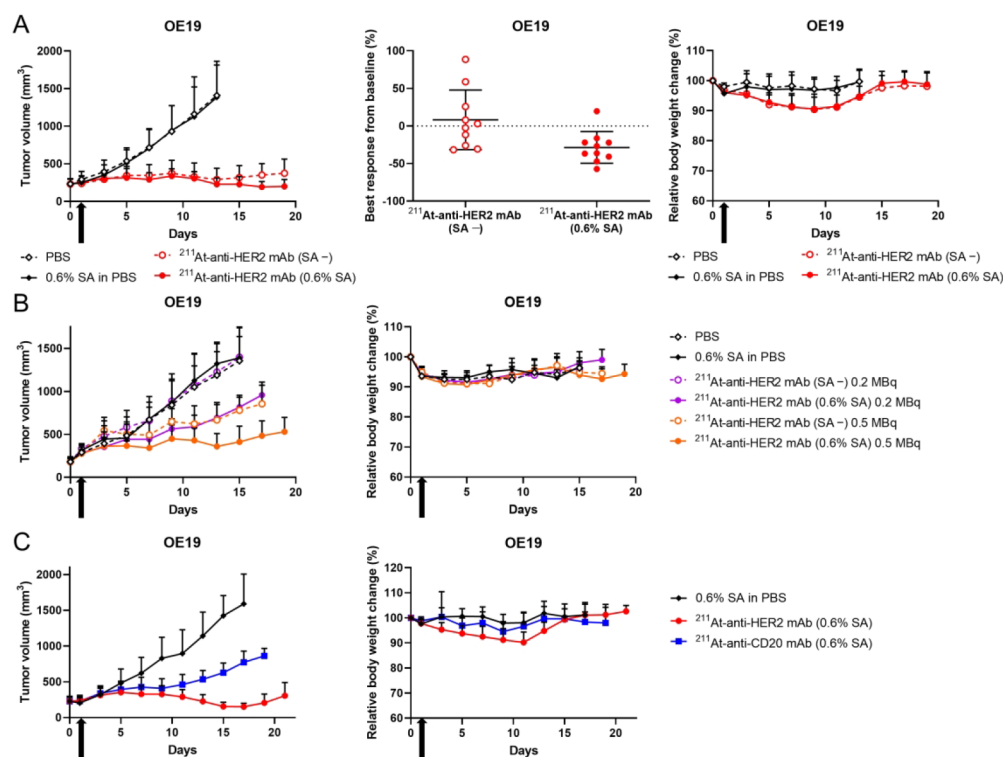 A
OE19
Tumor volume (mm³)
2000
1500
1000
500
0
0 5 10 15 20
Days
OE19
Best response from baseline (%)
100
50
0
-50
-100
²¹¹At-anti-HER2 mAb
(SA −)
²¹¹At-anti-HER2 mAb
(0.6% SA)
OE19
Relative body weight change (%)
110
100
90
80
70
60
0 5 10 15 20
Days
PBS
0.6% SA in PBS
²¹¹At-anti-HER2 mAb (SA −)
²¹¹At-anti-HER2 mAb (0.6% SA)
PBS
0.6% SA in PBS
²¹¹At-anti-HER2 mAb (SA −)
²¹¹At-anti-HER2 mAb (0.6% SA)
B
OE19
Tumor volume (mm³)
1500
1000
500
0
0 5 10 15 20
Days
OE19
Relative body weight change (%)
110
100
90
80
70
60
0 5 10 15 20
Days
PBS
0.6% SA in PBS
²¹¹At-anti-HER2 mAb (SA −) 0.2 MBq
²¹¹At-anti-HER2 mAb (0.6% SA) 0.2 MBq
²¹¹At-anti-HER2 mAb (SA −) 0.5 MBq
²¹¹At-anti-HER2 mAb (0.6% SA) 0.5 MBq
C
OE19
Tumor volume (mm³)
2000
1500
1000
500
0
0 5 10 15 20
Days
OE19
Relative body weight change (%)
120
110
100
90
80
70
60
0 5 10 15 20
Days
0.6% SA in PBS
²¹¹At-anti-HER2 mAb (0.6% SA)
²¹¹At-anti-CD20 mAb (0.6% SA)